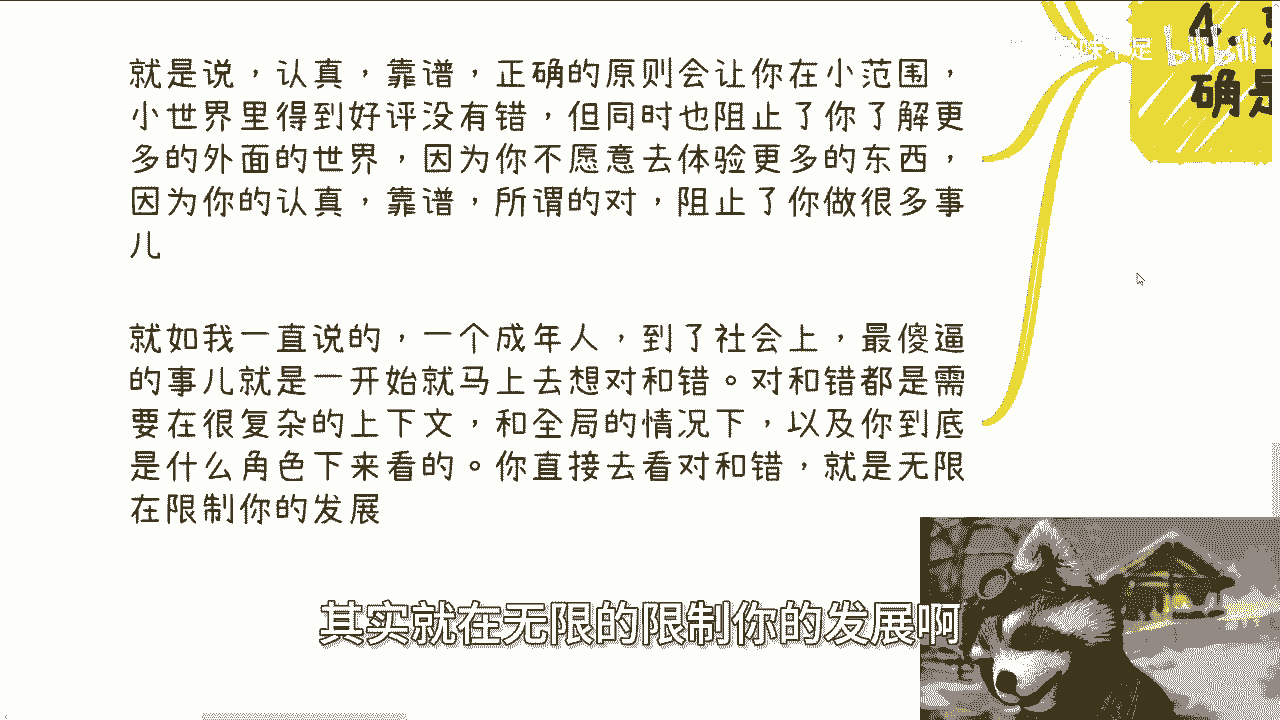 就是说，认真，靠谱，正确的原则会让你在小范围，
小世界里得到好评没有错，但同时也阻止了你了解更
多的外面的世界，因为你不愿意去体验更多的东西，
因为你的认真，靠谱，所谓的对，阻止了你做很多事
儿
就如我一直说的，一个成年人，到了社会上，最傻逼
的事儿就是一开始就马上去想对和错。对和错都是需
要在很复杂的上下文，和全局的情况下，以及你到底
是什么角色下来看的。你直接去看对和错，就是无限
在限制你的发展
4.
bilibili
确是
其实就在无限的限制你的发展啊